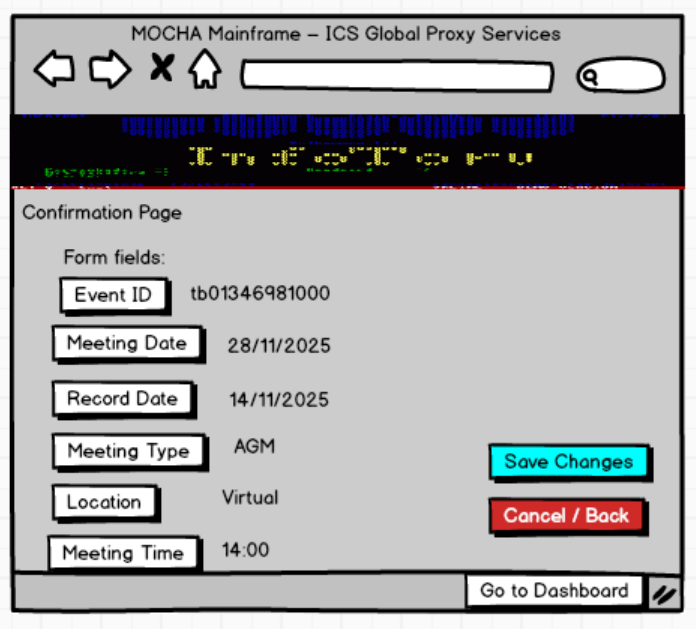 MOCHA Mainframe – ICS Global Proxy Services
Confirmation Page
Form fields:
Event ID tb01346981000
Meeting Date 28/11/2025
Record Date 14/11/2025
Meeting Type AGM
Location Virtual
Meeting Time 14:00
Save Changes
Cancel / Back
Go to Dashboard